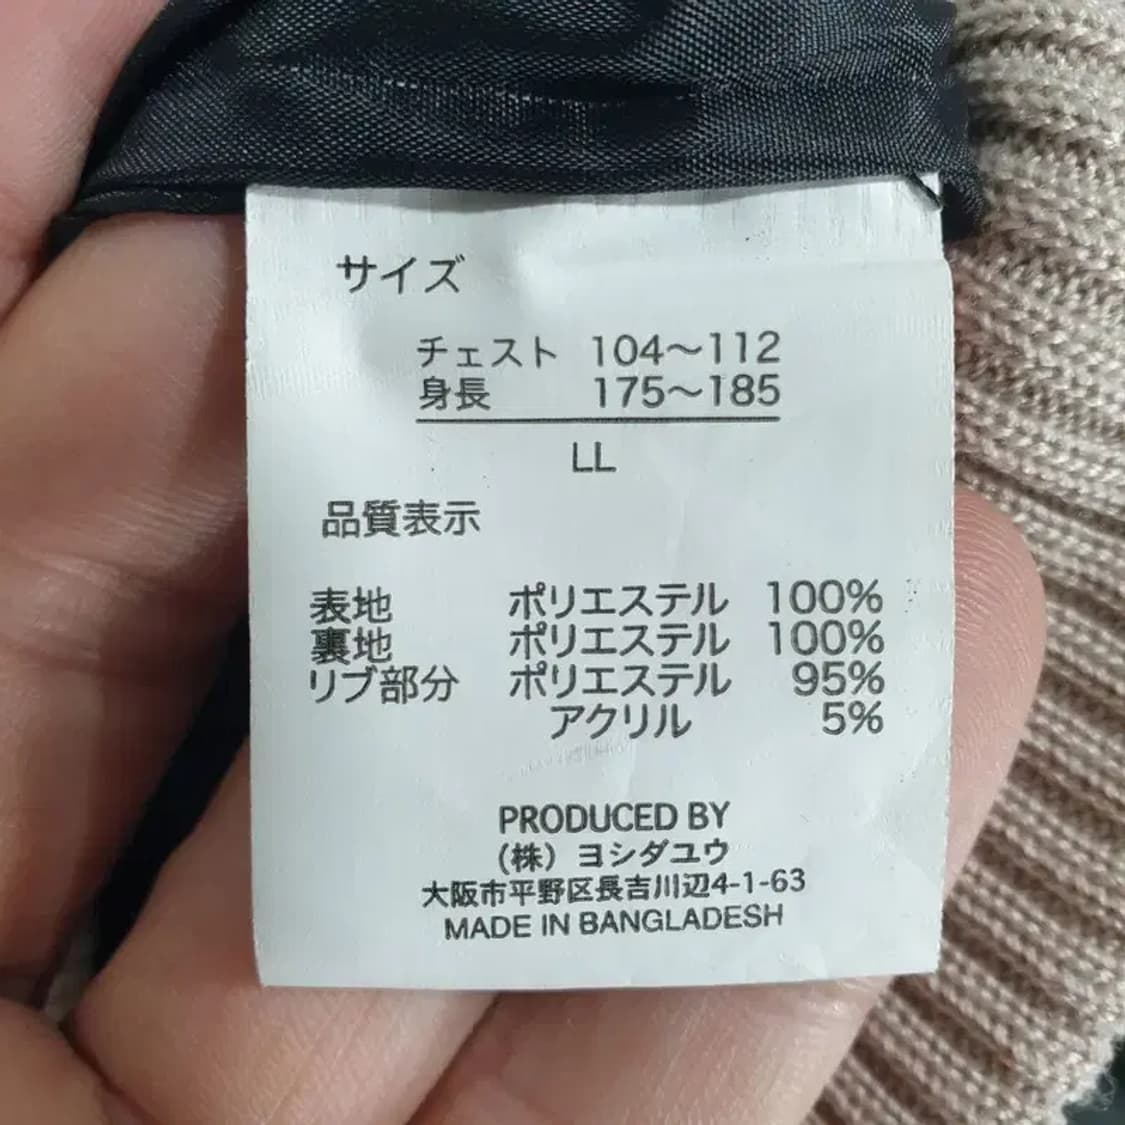 サイズ
チェスト 104～112
身長 175～185
LL
品質表示
表地 ポリエステル 100%
裏地 ポリエステル 100%
リブ部分 ポリエステル 95%
アクリル 5%
PRODUCED BY
(株) ヨシダユウ
大阪市平野区長吉川辺4-1-63
MADE IN BANGLADESH